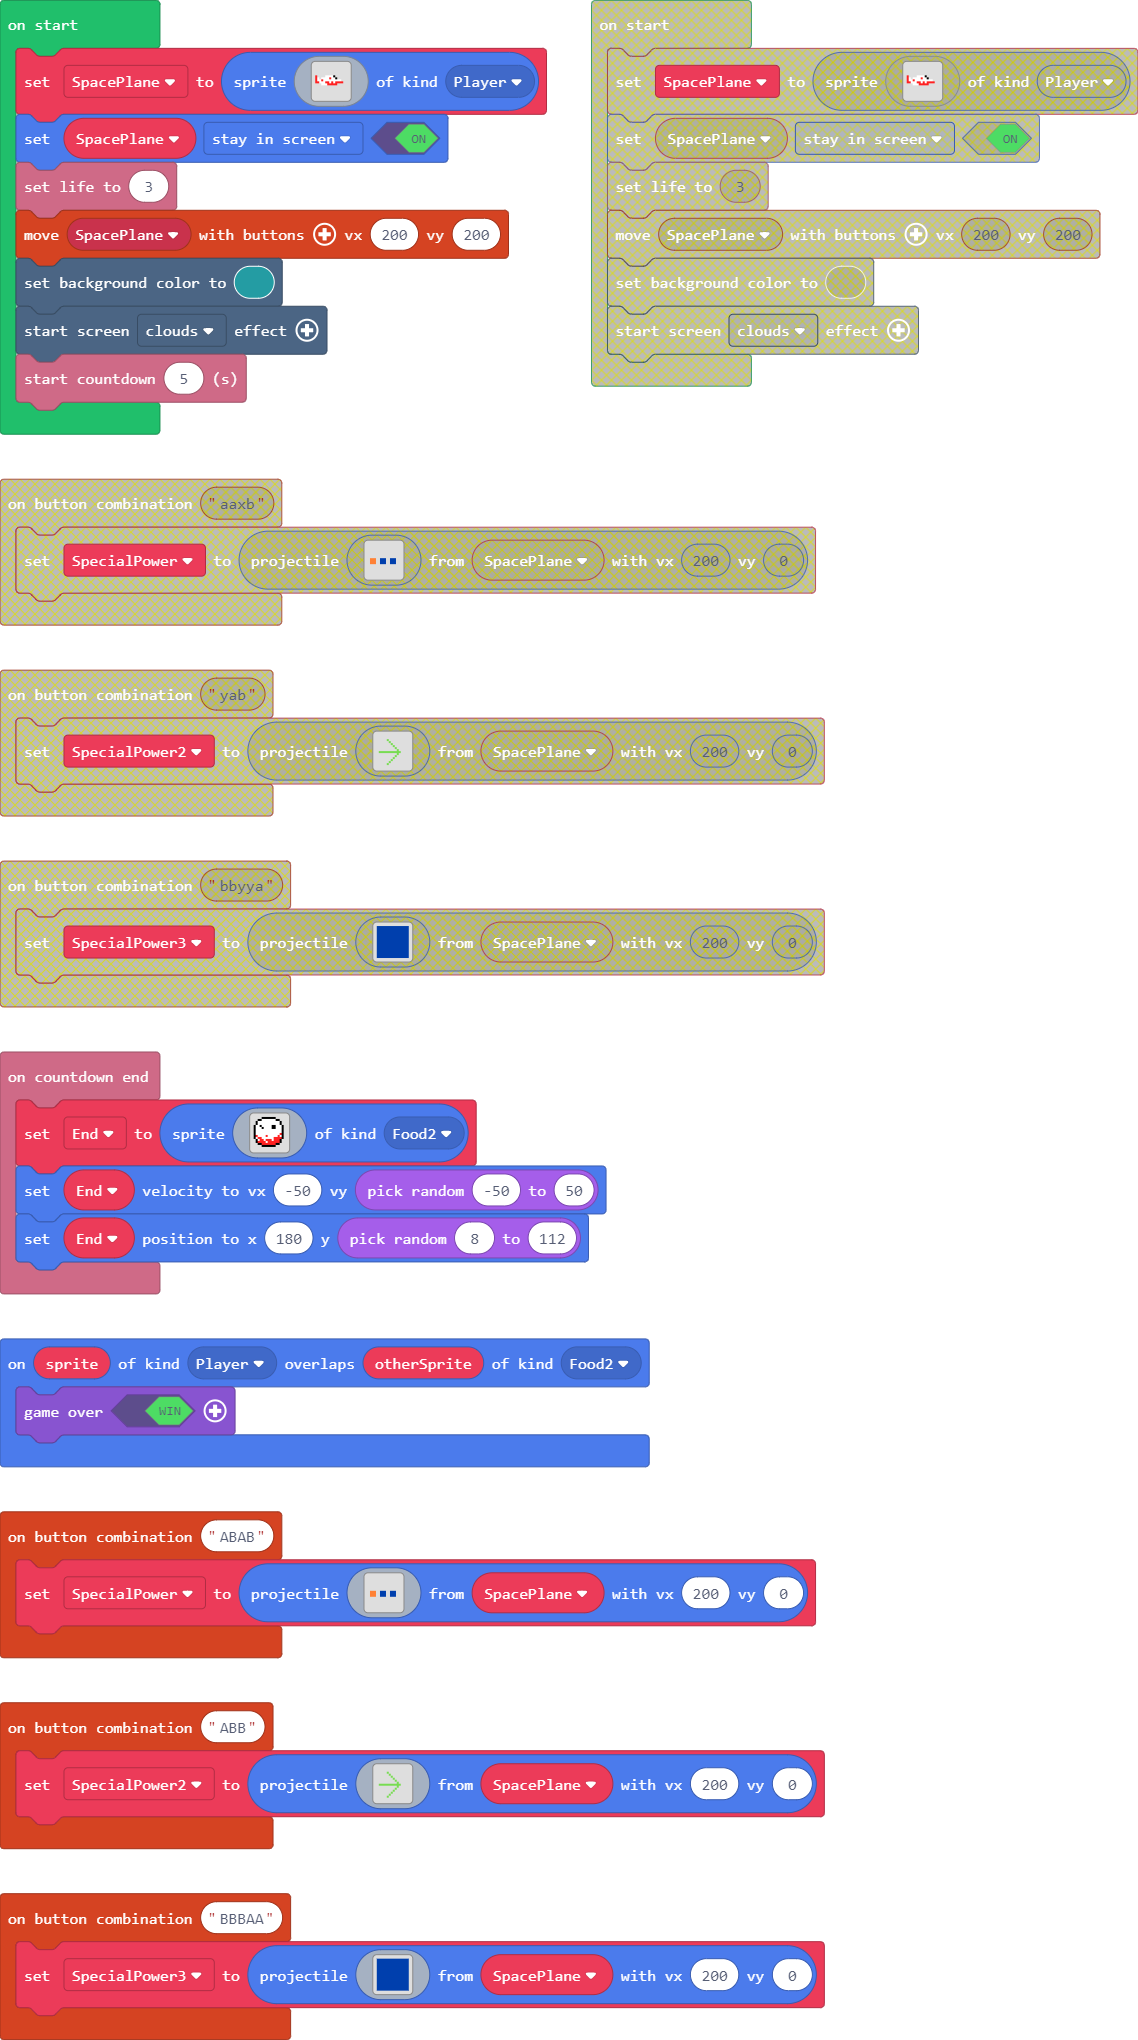 on start
set SpacePlane to sprite of kind Player
set SpacePlane stay in screen ON
set life to 3
move SpacePlane with buttons vx 200 vy 200
set background color to
start screen clouds effect
start countdown 5 (s)
on start
set SpacePlane to sprite of kind Player
set SpacePlane stay in screen ON
set life to 3
move SpacePlane with buttons vx 200 vy 200
set background color to
start screen clouds effect
on button combination "aaxb"
set SpecialPower to projectile from SpacePlane with vx 200 vy 0
on button combination "yab"
set SpecialPower2 to projectile from SpacePlane with vx 200 vy 0
on button combination "bbyya"
set SpecialPower3 to projectile from SpacePlane with vx 200 vy 0
on countdown end
set End to sprite of kind Food2
set End velocity to vx -50 vy pick random -50 to 50
set End position to x 180 y pick random 8 to 112
on sprite of kind Player overlaps otherSprite of kind Food2
game over WIN
on button combination "ABAB"
set SpecialPower to projectile from SpacePlane with vx 200 vy 0
on button combination "ABB"
set SpecialPower2 to projectile from SpacePlane with vx 200 vy 0
on button combination "BBBAA"
set SpecialPower3 to projectile from SpacePlane with vx 200 vy 0